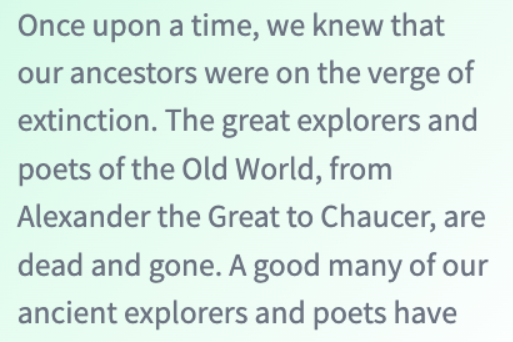 Once upon a time, we knew that
our ancestors were on the verge of
extinction. The great explorers and
poets of the Old World, from
Alexander the Great to Chaucer, are
dead and gone. A good many of our
ancient explorers and poets have